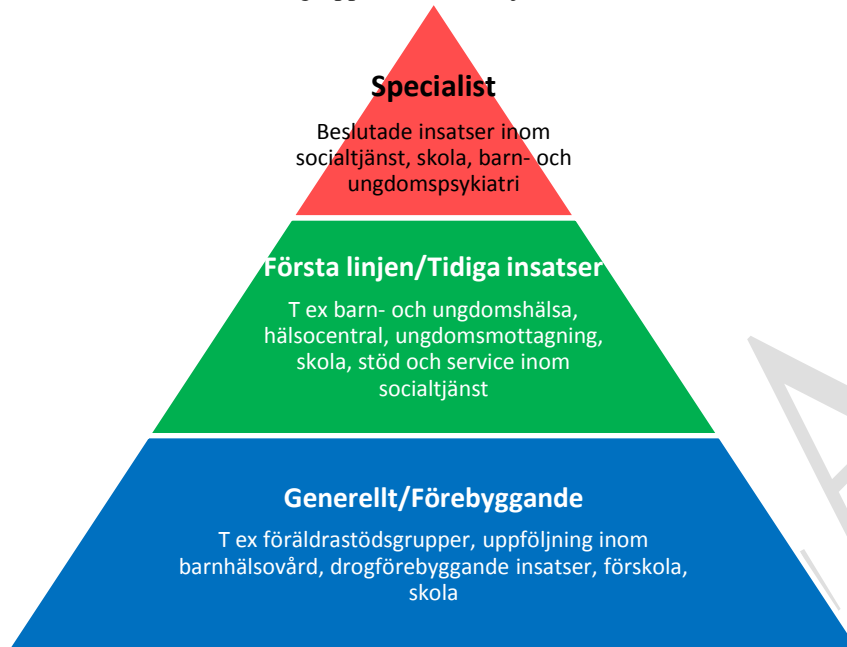 Specialist
Beslutade insatser inom
socialtjänst, skola, barn- och
ungdomspsykiatri
Första linjen/Tidiga insatser
T ex barn- och ungdomshälsa,
hälsocentral, ungdomsmottagning,
skola, stöd och service inom
socialtjänst
Generellt/Förebyggande
T ex föräldrastödsgrupper, uppföljning inom
barnhälsovård, drogförebyggande insatser, förskola,
skola